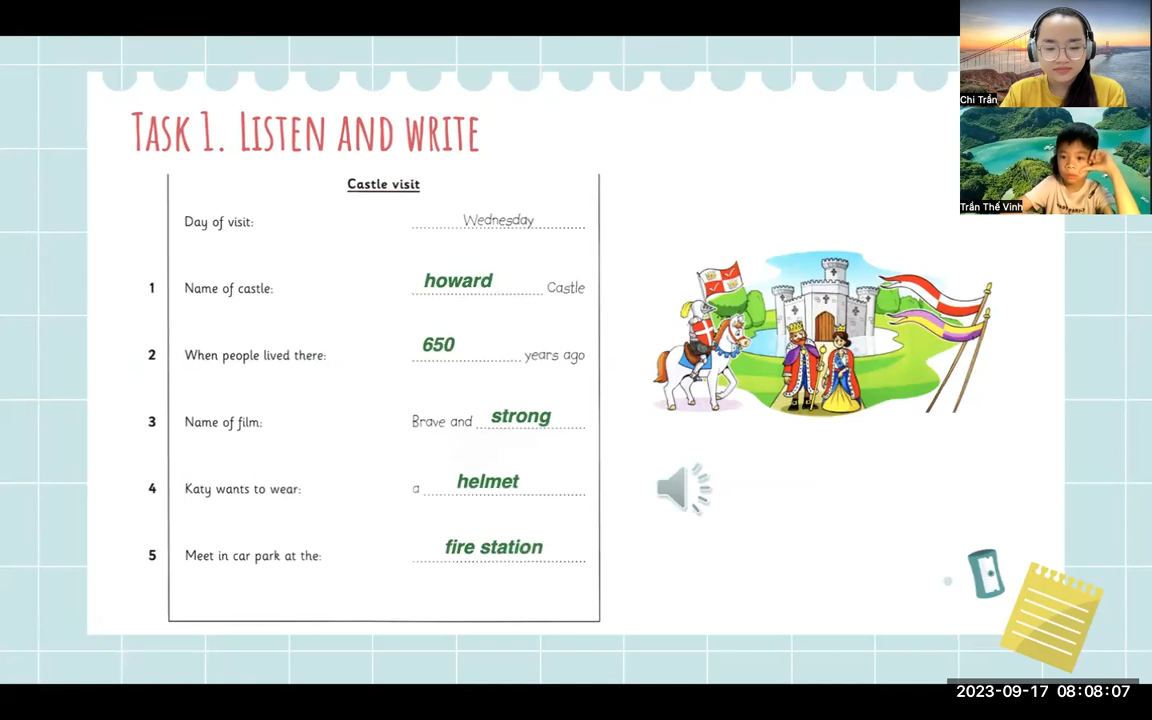 Chi Trần
Trần Thế Vinh
TASK 1. LISTEN AND WRITE
Castle visit
Day of visit: Wednesday
1 Name of castle: howard Castle
2 When people lived there: 650 years ago
3 Name of film: Brave and strong
4 Katy wants to wear: a helmet
5 Meet in car park at the: fire station
2023-09-17 08:08:07